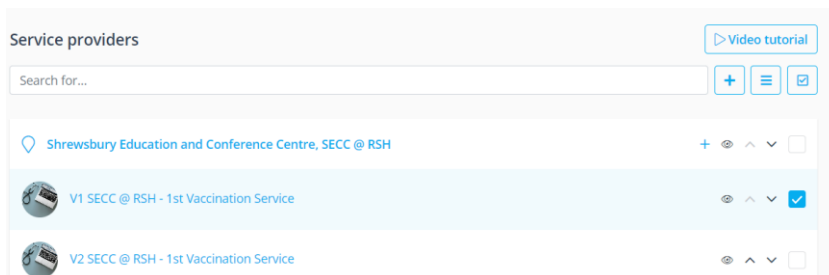 Service providers
Video tutorial
Search for...
Shrewsbury Education and Conference Centre, SECC @ RSH
V1 SECC @ RSH - 1st Vaccination Service
V2 SECC @ RSH - 1st Vaccination Service